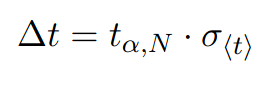 Δt = t_{α,N} · σ_{⟨t⟩}